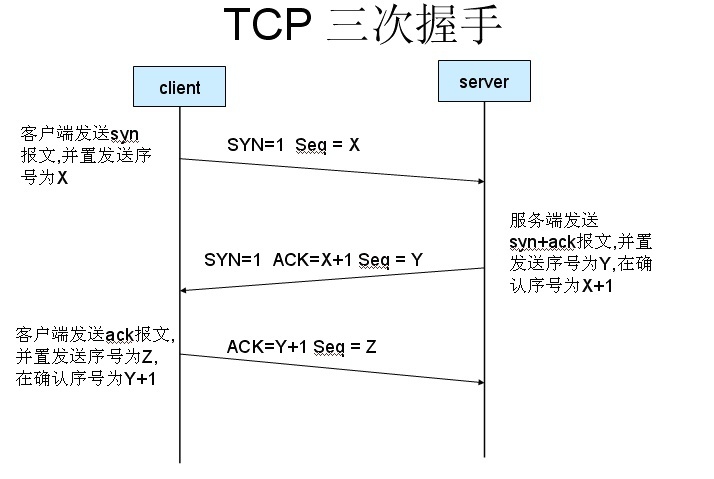 TCP 三次握手
client
server
客户端发送syn
报文,并置发送序
号为X
SYN=1 Seq = X
服务端发送
syn+ack报文,并置
发送序号为Y,在确
认序号为X+1
SYN=1 ACK=X+1 Seq = Y
客户端发送ack报文,
并置发送序号为Z,
在确认序号为Y+1
ACK=Y+1 Seq = Z